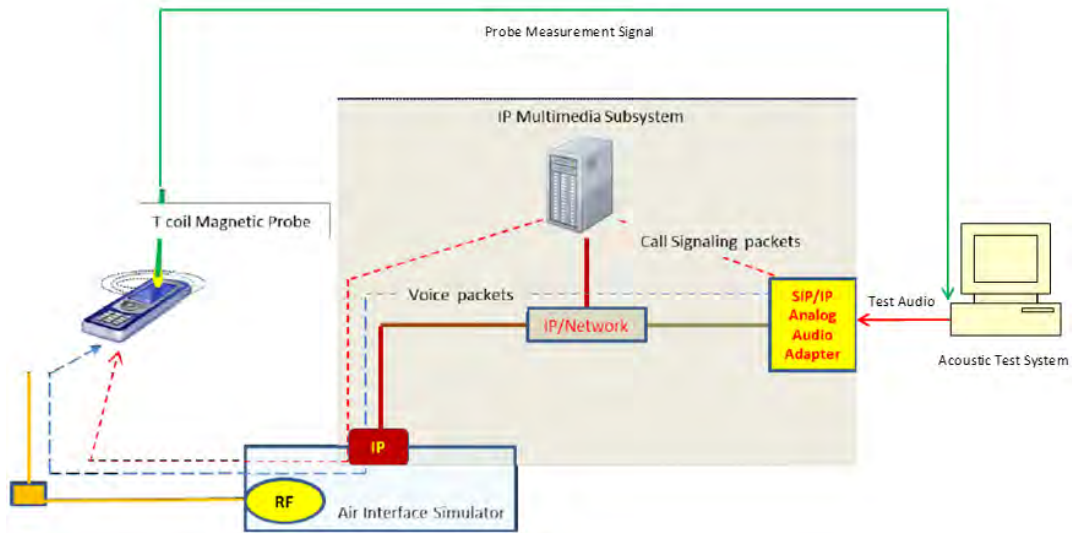 Probe Measurement Signal
IP Multimedia Subsystem
T coil Magnetic Probe
Call Signaling packets
Voice packets
SIP/IP
Analog
Audio
Adapter
Test Audio
IP/Network
Acoustic Test System
IP
RF
Air Interface Simulator